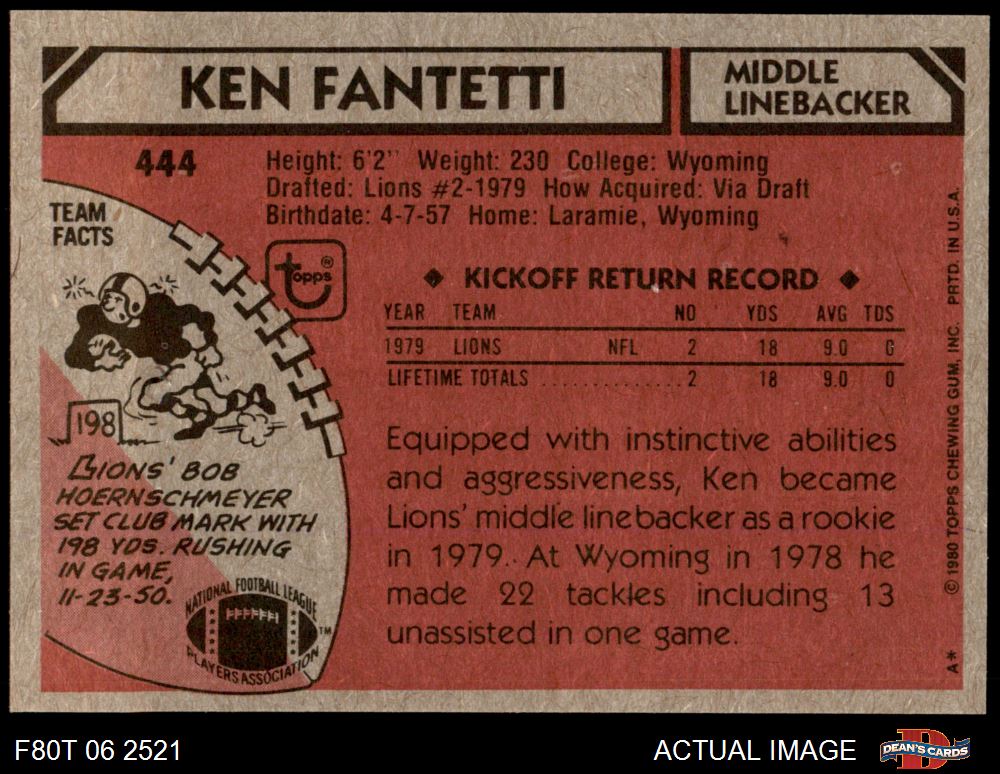 KEN FANTETTI
MIDDLE
LINEBACKER
444
Height: 6'2" Weight: 230 College: Wyoming
Drafted: Lions #2-1979 How Acquired: Via Draft
Birthdate: 4-7-57 Home: Laramie, Wyoming
TEAM
FACTS
topps®
KICKOFF RETURN RECORD
YEAR TEAM NO YDS AVG TDS
1979 LIONS NFL 2 18 9.0 0
LIFETIME TOTALS ............. 2 18 9.0 0
198
LIONS' BOB
HOERNSCHMEYER
SET CLUB MARK WITH
198 YDS. RUSHING
IN GAME,
11-23-50.
NATIONAL FOOTBALL LEAGUE
PLAYERS ASSOCIATION
TM
Equipped with instinctive abilities
and aggressiveness, Ken became
Lions' middle linebacker as a rookie
in 1979. At Wyoming in 1978 he
made 22 tackles including 13
unassisted in one game.
A* © 1980 TOPPS CHEWING GUM, INC. PRTD. IN U.S.A.
F80T 06 2521
ACTUAL IMAGE
DEAN'S CARDS